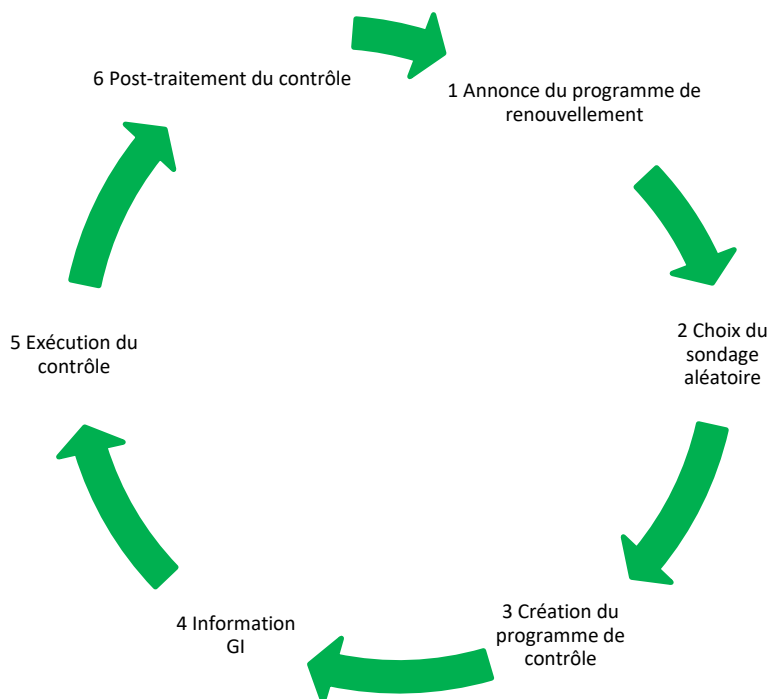 6 Post-traitement du contrôle
1 Annonce du programme de
renouvellement
2 Choix du
sondage
aléatoire
3 Création du
programme de
contrôle
4 Information
GI
5 Exécution du
contrôle